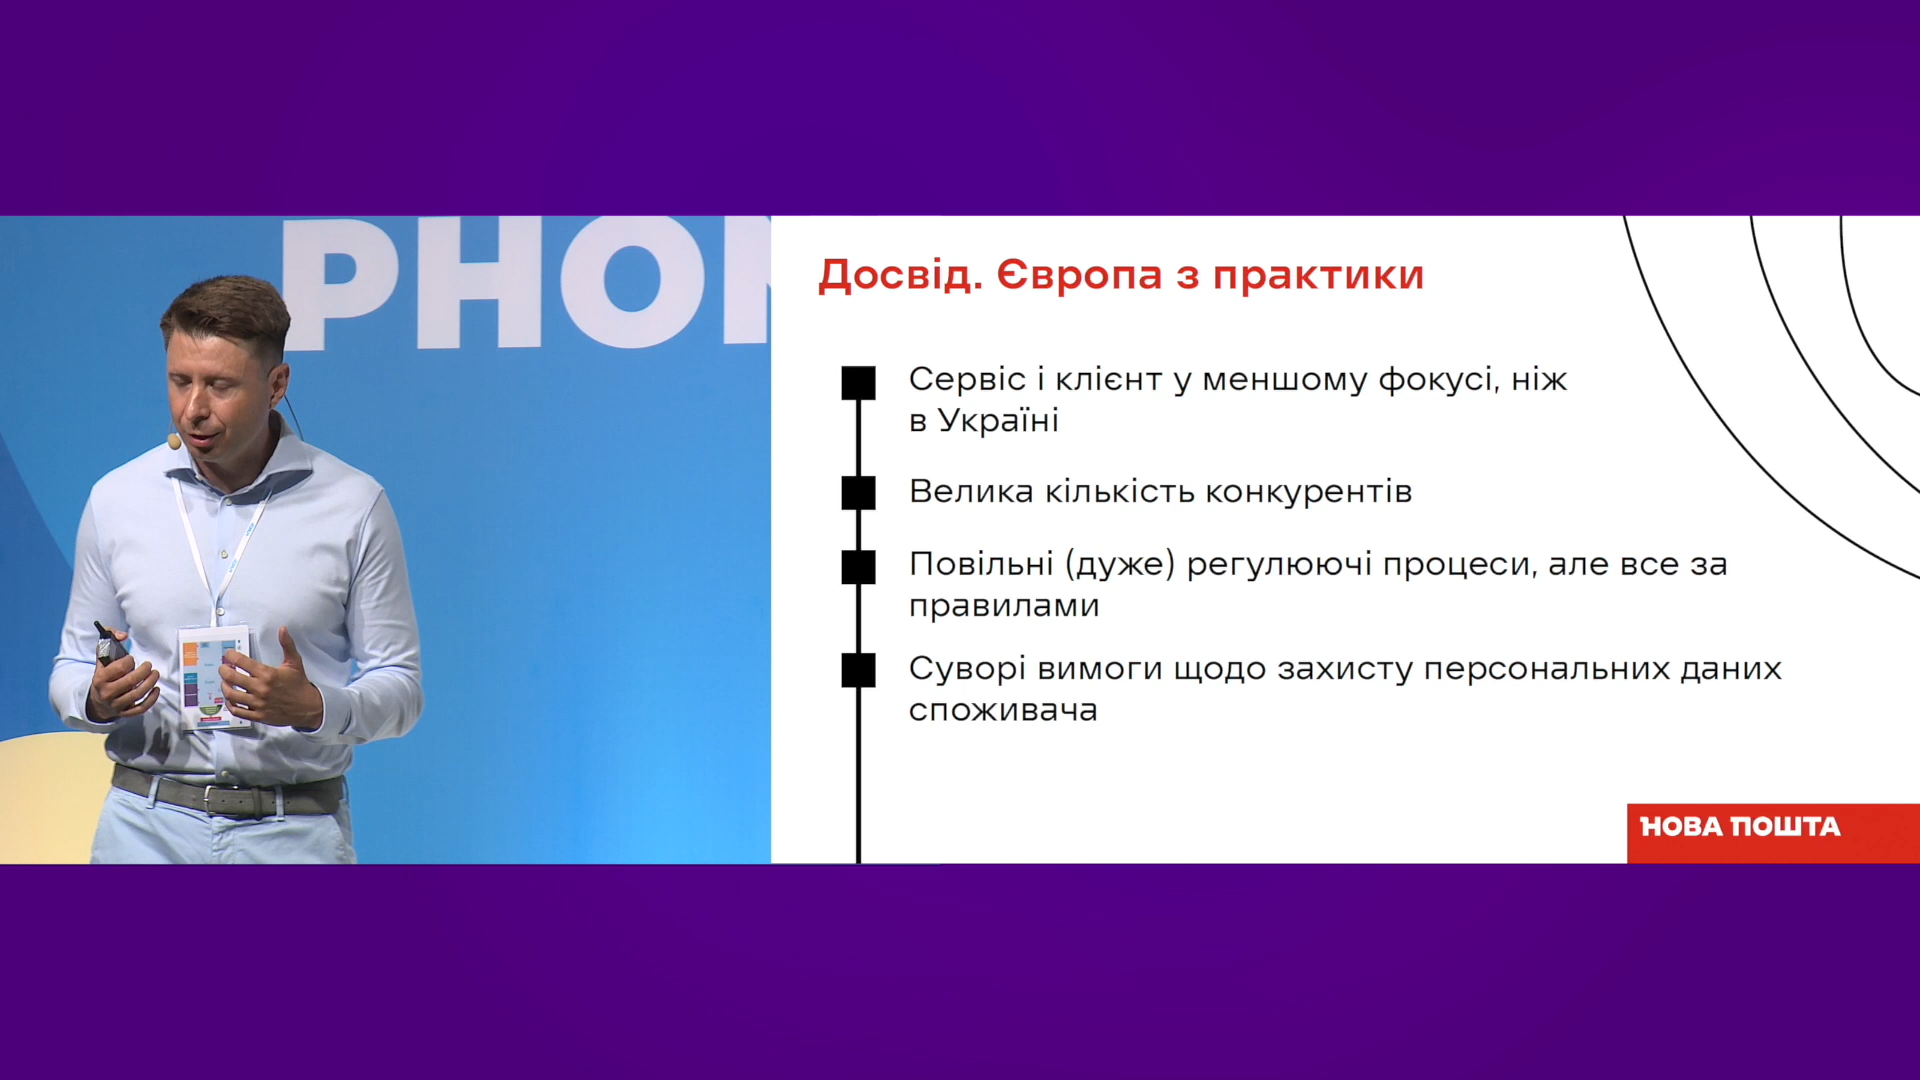 PHON
Досвід. Європа з практики
Сервіс і клієнт у меншому фокусі, ніж
в Україні
Велика кількість конкурентів
Повільні (дуже) регулюючі процеси, але все за
правилами
Суворі вимоги щодо захисту персональних даних
споживача
НОВА ПОШТА